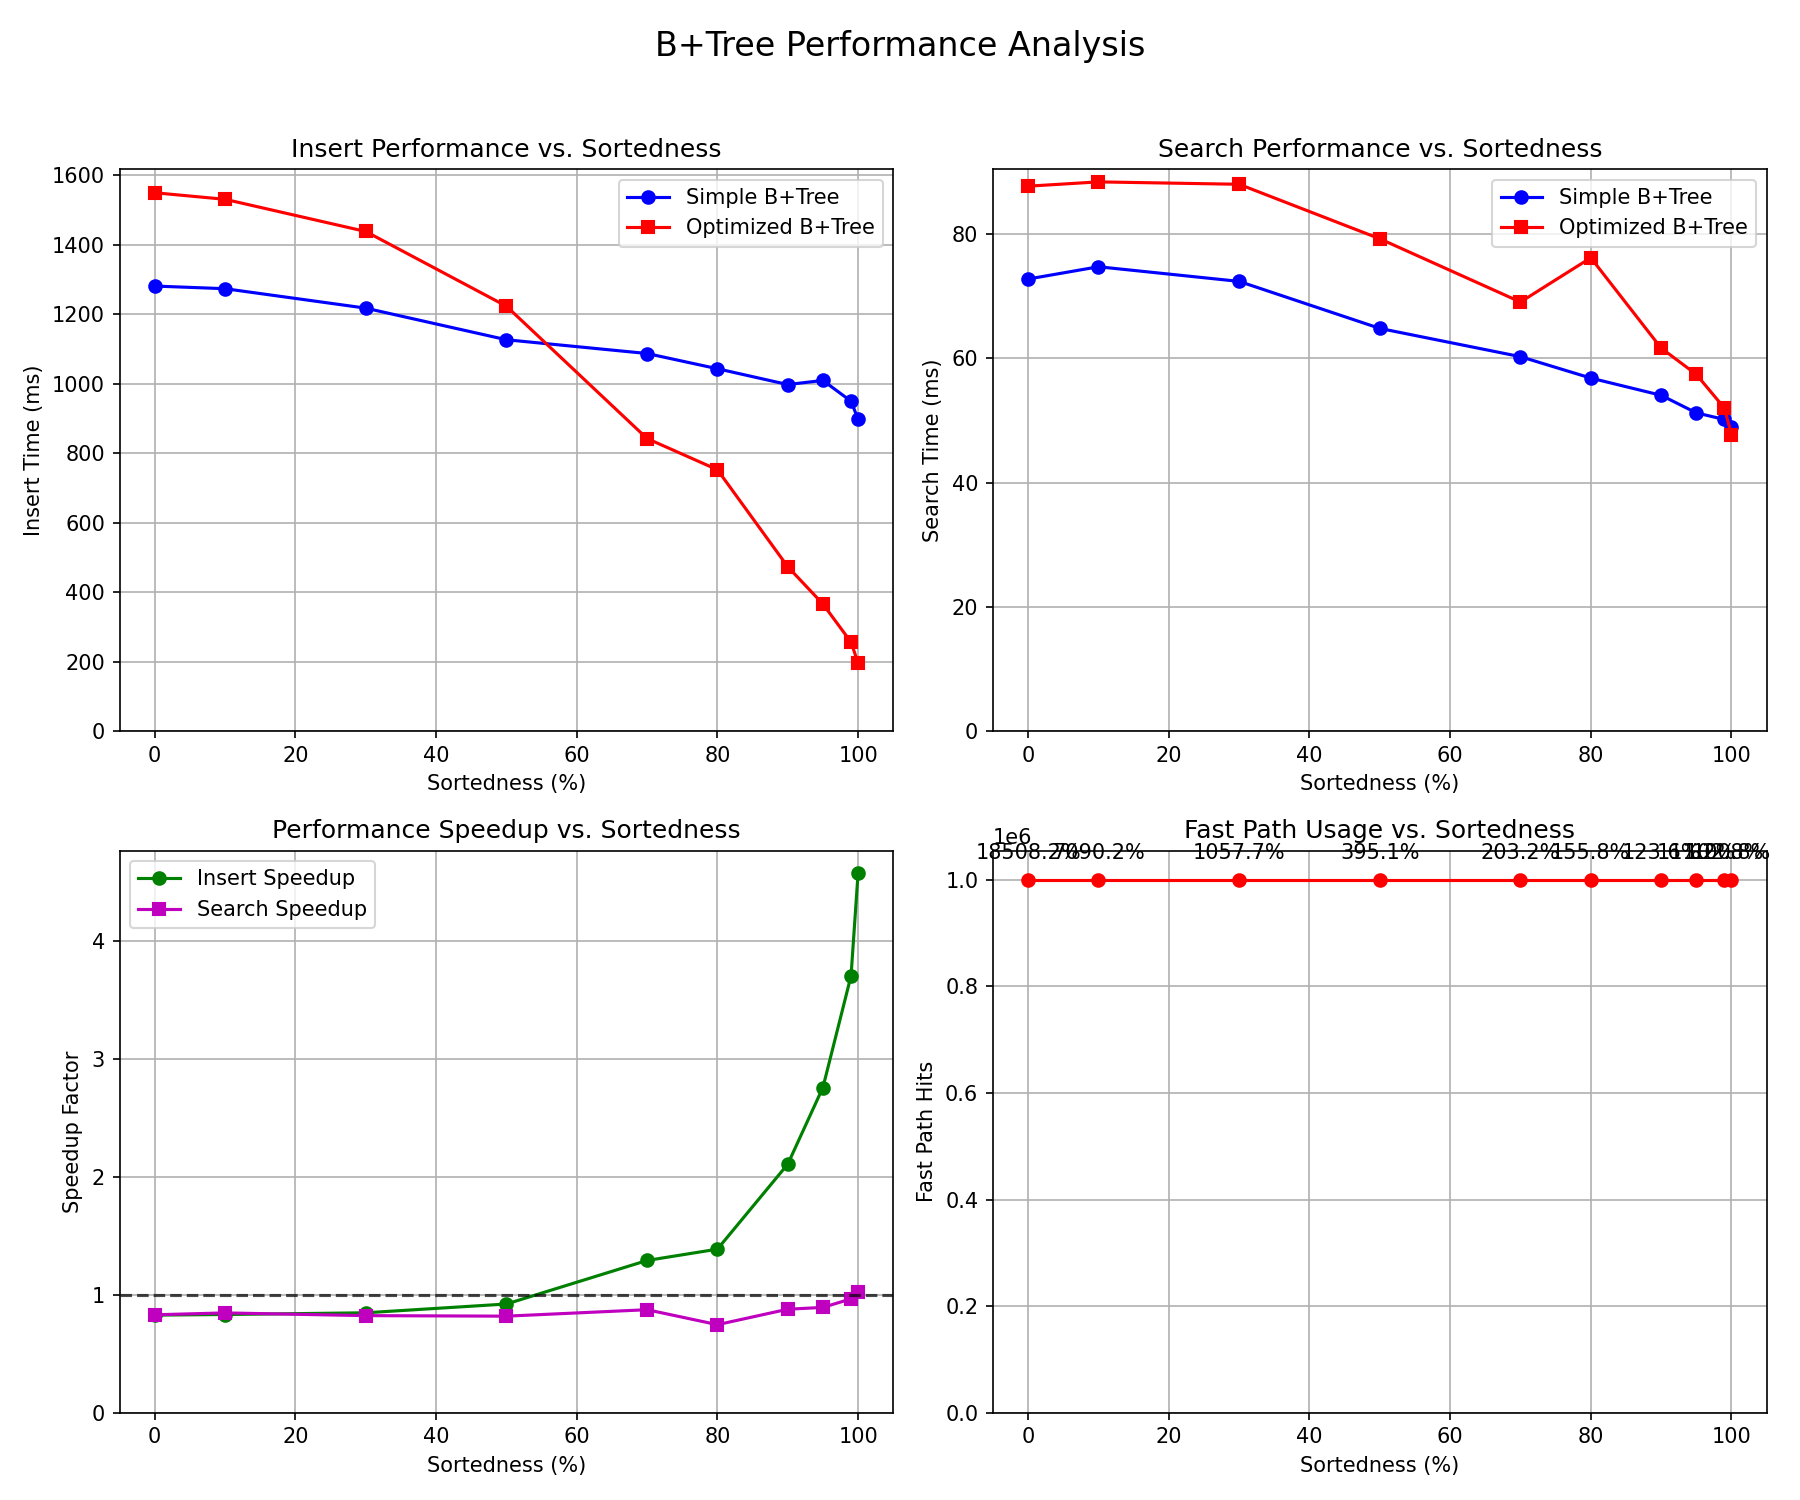 B+Tree Performance Analysis
Insert Performance vs. Sortedness
Insert Time (ms)
1600
1400
1200
1000
800
600
400
200
0
Simple B+Tree
Optimized B+Tree
0 20 40 60 80 100
Sortedness (%)
Search Performance vs. Sortedness
Search Time (ms)
80
60
40
20
0
Simple B+Tree
Optimized B+Tree
0 20 40 60 80 100
Sortedness (%)
Performance Speedup vs. Sortedness
Speedup Factor
4
3
2
1
0
Insert Speedup
Search Speedup
0 20 40 60 80 100
Sortedness (%)
Fast Path Usage vs. Sortedness
1e6
18508.2% 1057.7% 395.1% 203.2% 155.8%
Fast Path Hits
1.0
0.8
0.6
0.4
0.2
0.0
0 20 40 60 80 100
Sortedness (%)